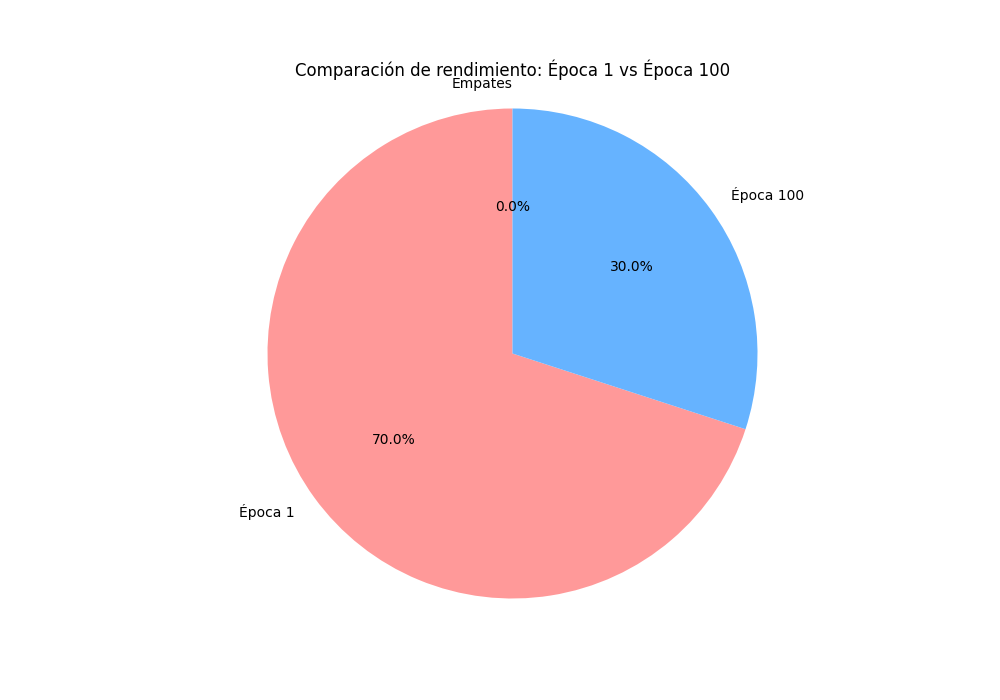 Comparación de rendimiento: Época 1 vs Época 100
Empates
Época 100
0.0%
30.0%
70.0%
Época 1